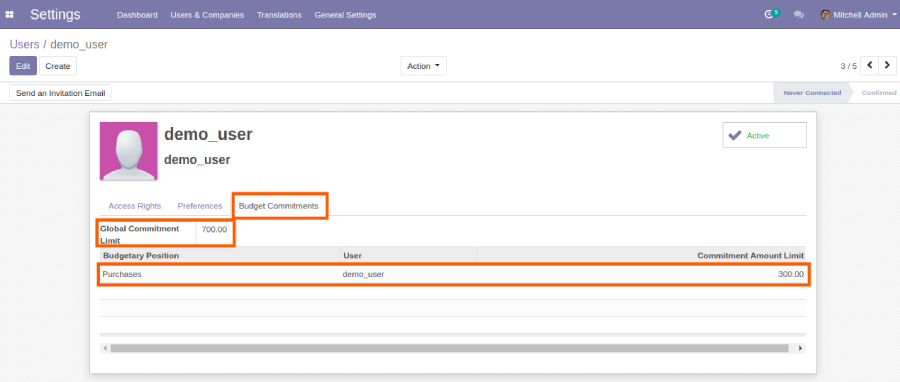 Settings Dashboard Users & Companies Translations General Settings 5 Mitchell Admin
Users / demo_user
Edit Create Action 3 / 5
Send an Invitation Email Never Connected Confirmed
demo_user
Active
demo_user
Access Rights Preferences Budget Commitments
Global Commitment Limit 700.00
Budgetary Position User Commitment Amount Limit
Purchases demo_user 300.00